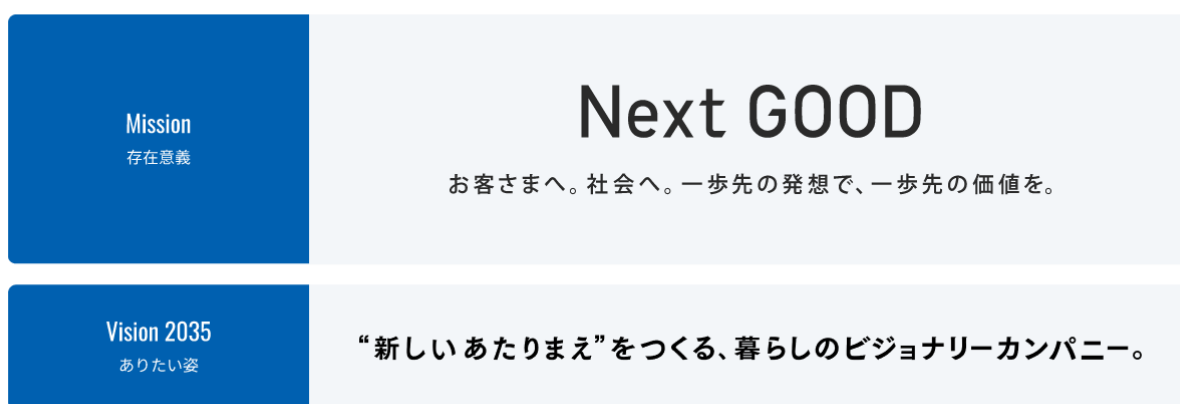 Mission
存在意義
Next GOOD
お客さまへ。社会へ。一歩先の発想で、一歩先の価値を。
Vision 2035
ありたい姿
“新しい あたりまえ”をつくる、暮らしのビジョナリーカンパニー。